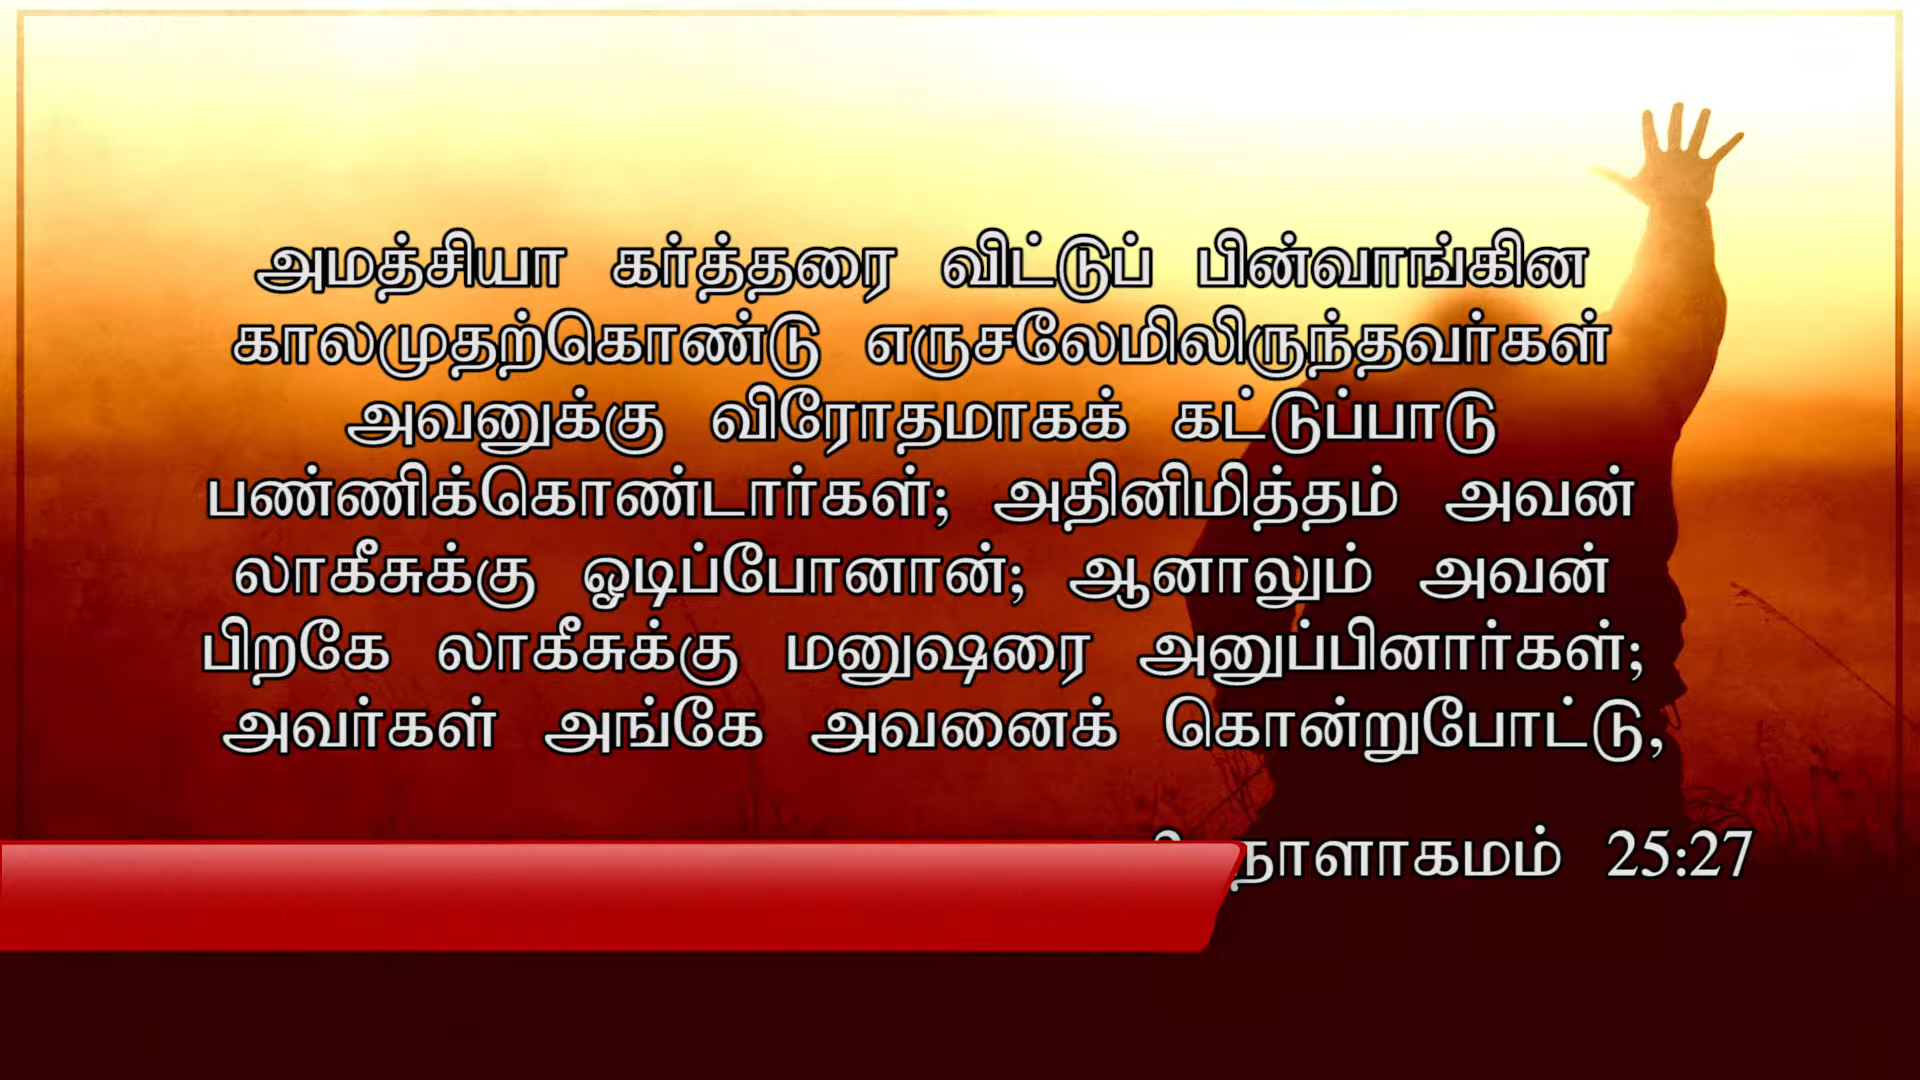 அமத்சியா கர்த்தரை விட்டுப் பின்வாங்கின
காலமுதற்கொண்டு எருசலேமிலிருந்தவர்கள்
அவனுக்கு விரோதமாகக் கட்டுப்பாடு
பண்ணிக்கொண்டார்கள்; அதினிமித்தம் அவன்
லாகீசுக்கு ஓடிப்போனான்; ஆனாலும் அவன்
பிறகே லாகீசுக்கு மனுஷரை அனுப்பினார்கள்;
அவர்கள் அங்கே அவனைக் கொன்றுபோட்டு,
நாளாகமம் 25:27